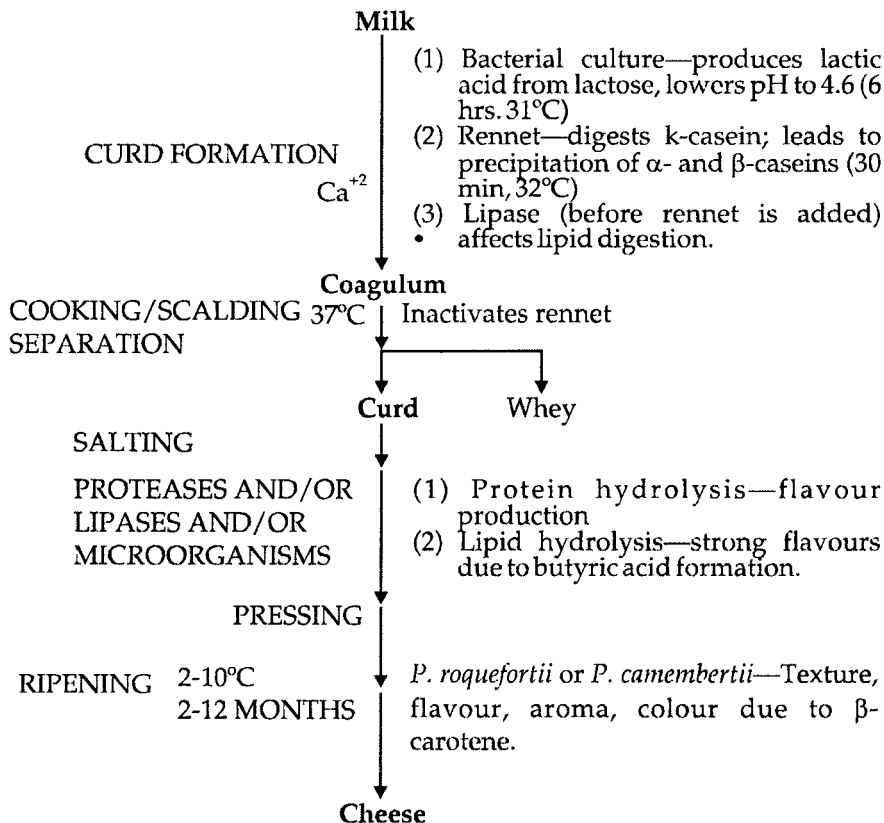 Milk
(1) Bacterial culture—produces lactic
acid from lactose, lowers pH to 4.6 (6
hrs. 31ºC)
CURD FORMATION
(2) Rennet—digests k-casein; leads to
precipitation of α- and β-caseins (30
min, 32ºC)
Ca+2
(3) Lipase (before rennet is added)
• affects lipid digestion.
Coagulum
COOKING/SCALDING 37ºC Inactivates rennet
SEPARATION
Curd Whey
SALTING
PROTEASES AND/OR
LIPASES AND/OR
MICROORGANISMS
(1) Protein hydrolysis—flavour
production
(2) Lipid hydrolysis—strong flavours
due to butyric acid formation.
PRESSING
RIPENING 2-10ºC
2-12 MONTHS
P. roquefortii or P. camembertii—Texture,
flavour, aroma, colour due to β-
carotene.
Cheese